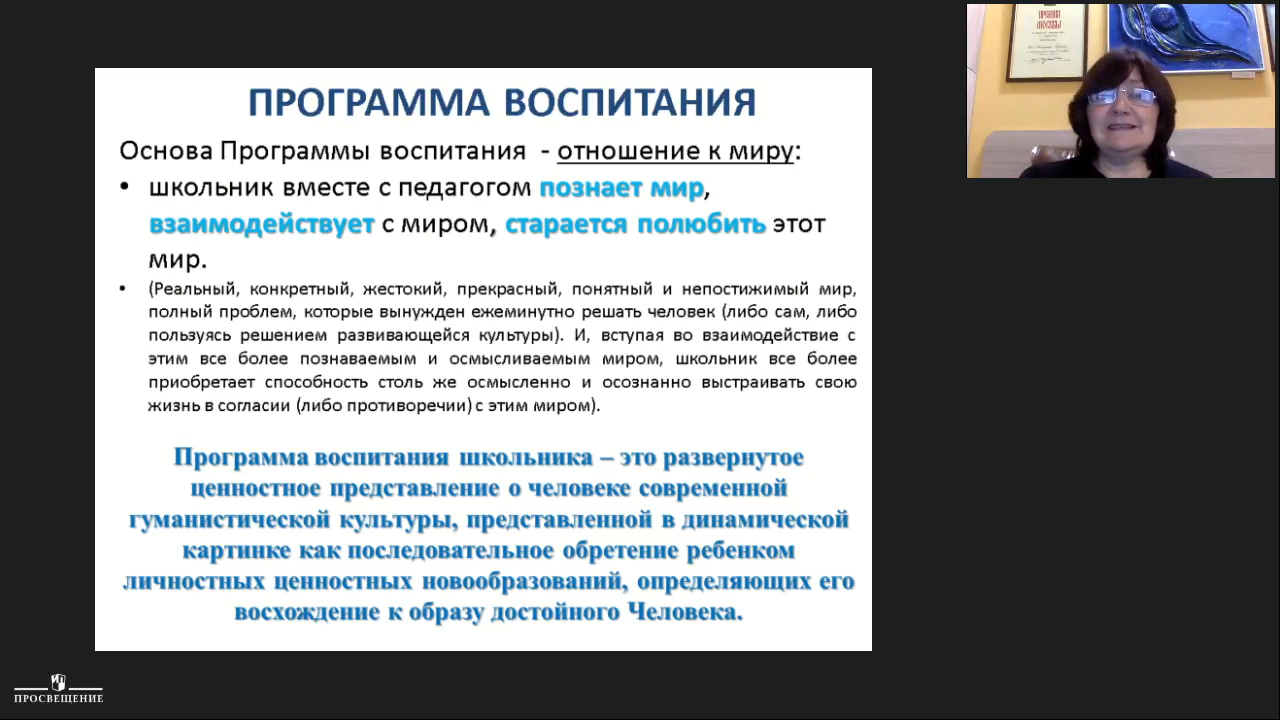 ПРОГРАММА ВОСПИТАНИЯ
Основа Программы воспитания - отношение к миру:
• школьник вместе с педагогом познает мир,
взаимодействует с миром, старается полюбить этот
мир.
• (Реальный, конкретный, жестокий, прекрасный, понятный и непостижимый мир,
полный проблем, которые вынужден ежеминутно решать человек (либо сам, либо
пользуясь решением развивающейся культуры). И, вступая во взаимодействие с
этим все более познаваемым и осмысливаемым миром, школьник все более
приобретает способность столь же осмысленно и осознанно выстраивать свою
жизнь в согласии (либо противоречии) с этим миром).
Программа воспитания школьника – это развернутое
ценностное представление о человеке современной
гуманистической культуры, представленной в динамической
картинке как последовательное обретение ребенком
личностных ценностных новообразований, определяющих его
восхождение к образу достойного Человека.
ПРЕМИЯ
МОСКВЫ
ПРОСВЕЩЕНИЕ